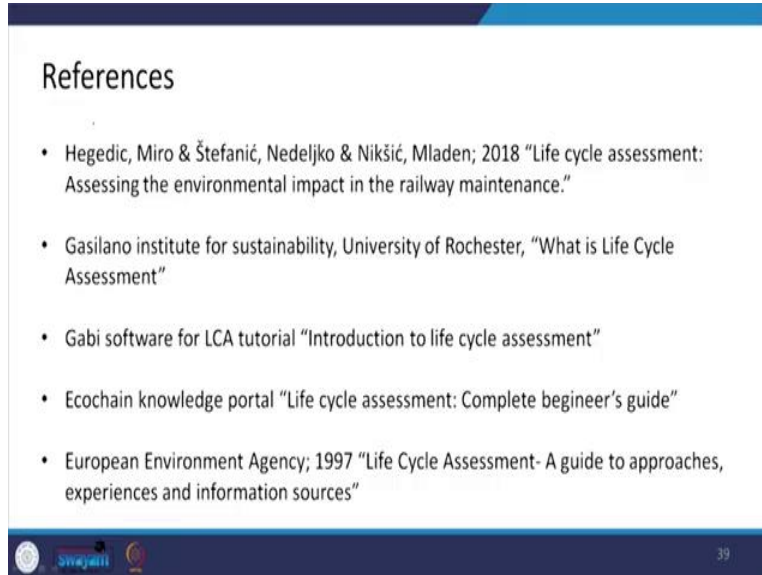 References
• Hegedic, Miro & Štefanić, Nedeljko & Nikšić, Mladen; 2018 “Life cycle assessment:
Assessing the environmental impact in the railway maintenance.”
• Gasilano institute for sustainability, University of Rochester, “What is Life Cycle
Assessment”
• Gabi software for LCA tutorial “Introduction to life cycle assessment”
• Ecochain knowledge portal “Life cycle assessment: Complete begineer’s guide”
• European Environment Agency; 1997 “Life Cycle Assessment- A guide to approaches,
experiences and information sources”
swayam
39